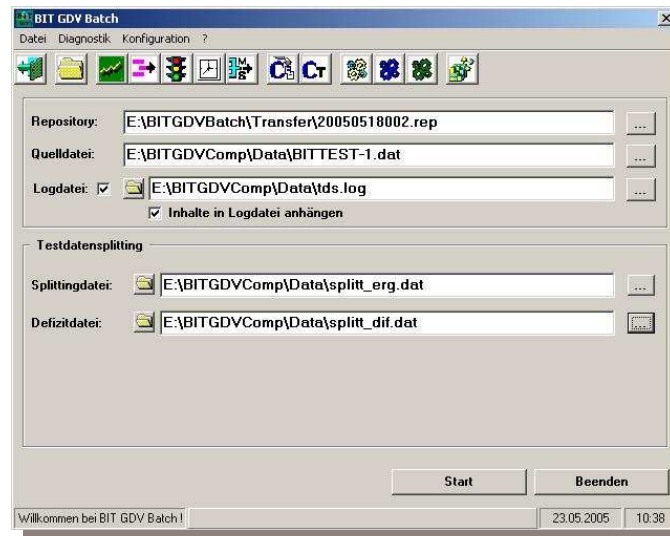 BIT GDV Batch
Datei Diagnostik Konfiguration ?
Repository: E:\BITGDVBatch\Transfer\20050518002.rep ...
Quelldatei: E:\BITGDVComp\Data\BITTEST-1.dat ...
Logdatei: E:\BITGDVComp\Data\tds.log ...
Inhalte in Logdatei anhängen
Testdatensplitting
Splittingdatei: E:\BITGDVComp\Data\splitt_erg.dat ...
Defizitdatei: E:\BITGDVComp\Data\splitt_dif.dat ...
Start Beenden
Willkommen bei BIT GDV Batch ! 23.05.2005 10:38